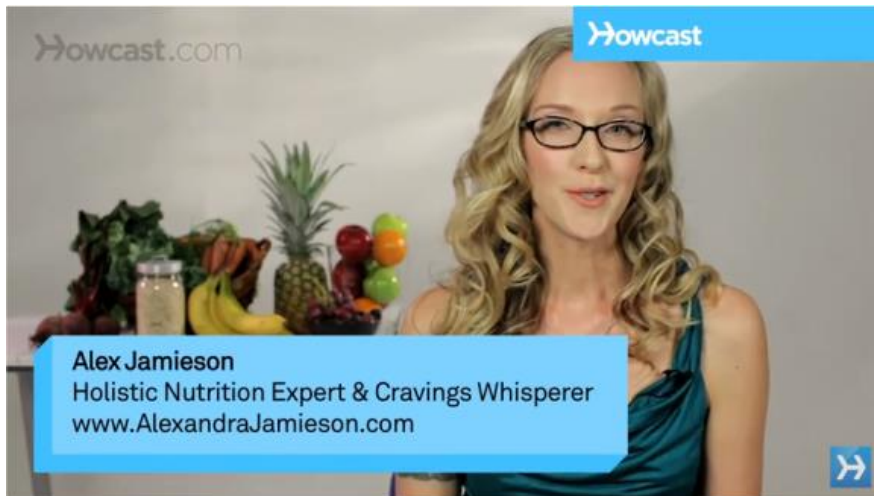 Howcast.com
Howcast
Alex Jamieson
Holistic Nutrition Expert & Cravings Whisperer
www.AlexandraJamieson.com
H